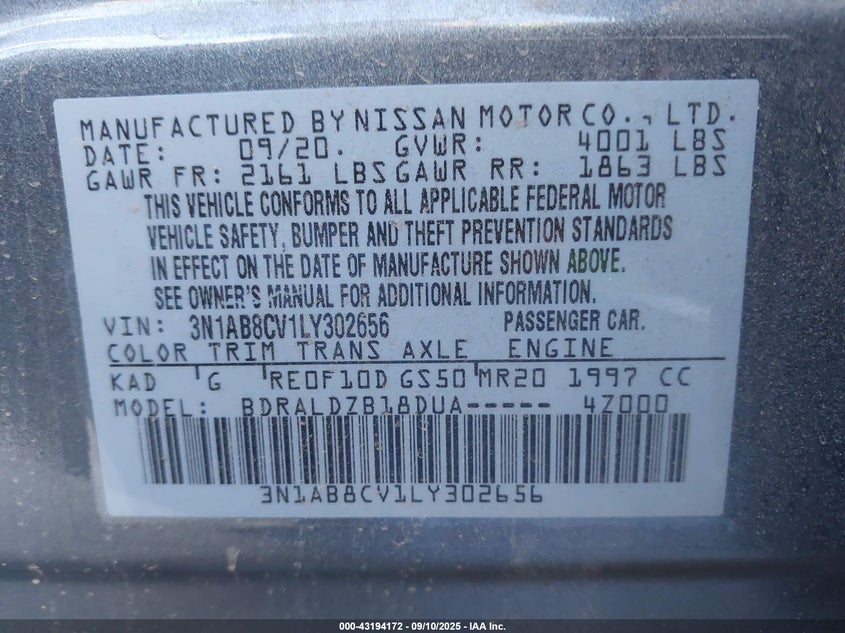 MANUFACTURED BY NISSAN MOTOR CO., LTD.
DATE: 09/20. GVWR: 4001 LBS
GAWR FR: 2161 LBS GAWR RR: 1863 LBS
THIS VEHICLE CONFORMS TO ALL APPLICABLE FEDERAL MOTOR
VEHICLE SAFETY, BUMPER AND THEFT PREVENTION STANDARDS
IN EFFECT ON THE DATE OF MANUFACTURE SHOWN ABOVE.
SEE OWNER'S MANUAL FOR ADDITIONAL INFORMATION.
VIN: 3N1AB8CV1LY302656 PASSENGER CAR.
COLOR TRIM TRANS AXLE ENGINE
KAD G RE0F10D GS50 MR20 1997 CC
MODEL: BDRALDZB18DUA----- 4Z000
3N1AB8CV1LY302656
000-43194172 — 09/10/2025 — IAA Inc.